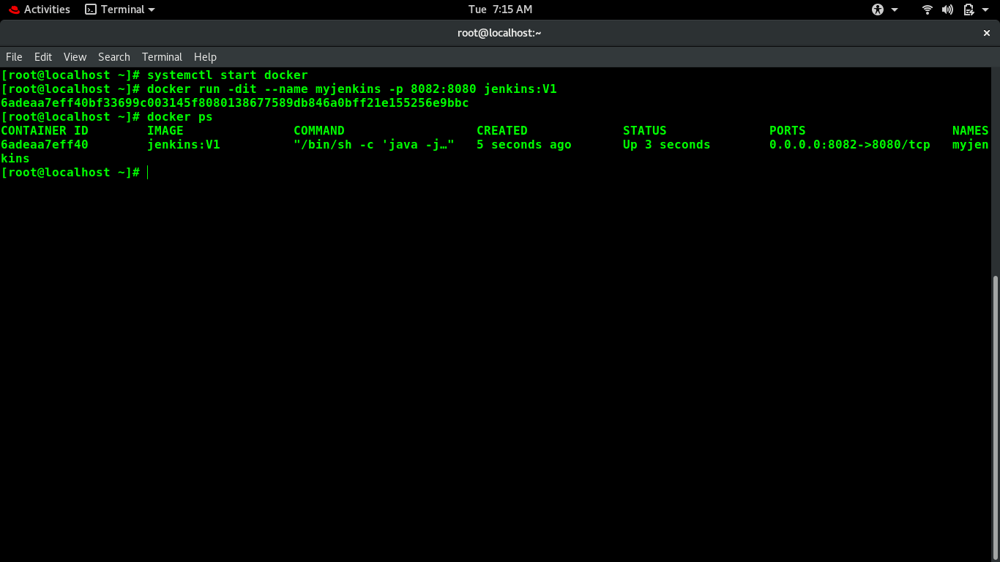 Activities Terminal Tue 7:15 AM
root@localhost:~
File Edit View Search Terminal Help
[root@localhost ~]# systemctl start docker
[root@localhost ~]# docker run -dit --name myjenkins -p 8082:8080 jenkins:V1
6adeaa7eff40bf33699c003145f8080138677589db846a0bff21e155256e9bbc
[root@localhost ~]# docker ps
CONTAINER ID        IMAGE               COMMAND                  CREATED             STATUS              PORTS                    NAMES
6adeaa7eff40        jenkins:V1          "/bin/sh -c 'java -j…"   5 seconds ago       Up 3 seconds        0.0.0.0:8082->8080/tcp   myjen
kins
[root@localhost ~]#